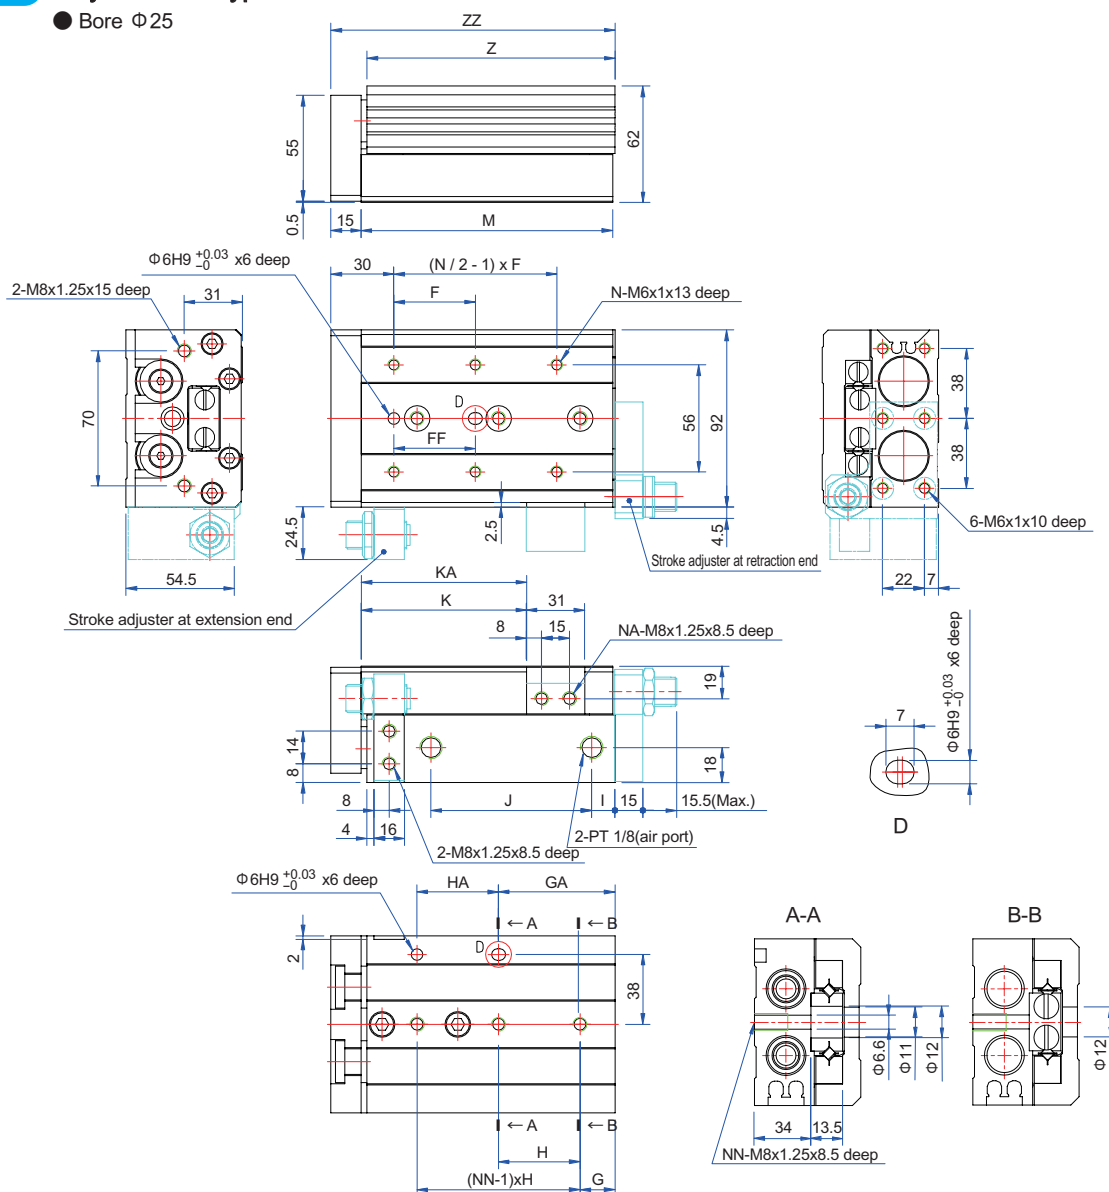 ● Bore Φ25
ZZ
Z
55
62
0.5
15
M
Φ6H9 +0.03 -0 x6 deep
30
(N / 2 - 1) x F
2-M8x1.25x15 deep
31
F
N-M6x1x13 deep
D
70
FF
56
92
38
38
24.5
2.5
4.5
6-M6x1x10 deep
54.5
Stroke adjuster at retraction end
22
7
KA
Stroke adjuster at extension end
K
31
8
15
NA-M8x1.25x8.5 deep
19
14
8
18
7
Φ6H9 +0.03 -0 x6 deep
8
J
I
15
15.5(Max.)
4
16
2-PT 1/8(air port)
D
2-M8x1.25x8.5 deep
Φ6H9 +0.03 -0 x6 deep
HA
GA
←A
←B
A-A
B-B
2
D
38
Φ6.6
Φ11
Φ12
Φ12
←A
←B
34
13.5
H
NN-M8x1.25x8.5 deep
(NN-1)xH
G